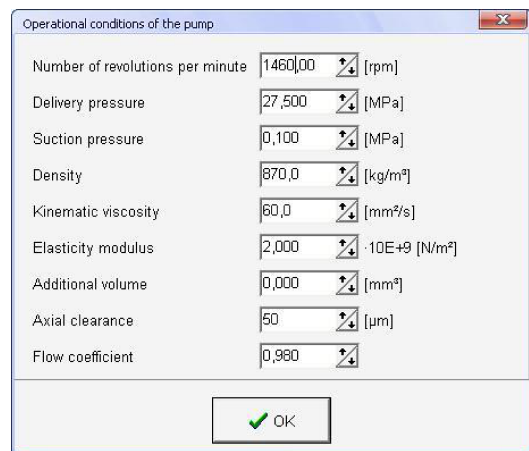 Operational conditions of the pump
Number of revolutions per minute 1460,00 [rpm]
Delivery pressure 27,500 [MPa]
Suction pressure 0,100 [MPa]
Density 870,0 [kg/m³]
Kinematic viscosity 60,0 [mm²/s]
Elasticity modulus 2,000 ·10E+9 [N/m²]
Additional volume 0,000 [mm³]
Axial clearance 50 [µm]
Flow coefficient 0,980
OK